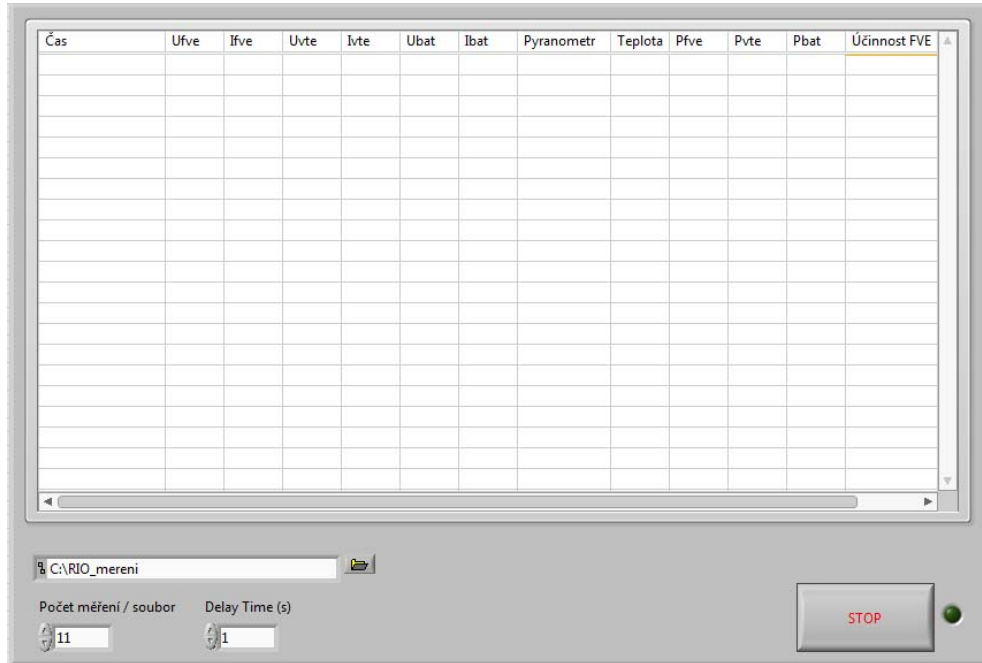 Čas Ufve Ifve Uvte Ivte Ubat Ibat Pyranometr Teplota Pfve Pvte Pbat Účinnost FVE
C:\RIO_mereni
Počet měření / soubor Delay Time (s)
11 1
STOP